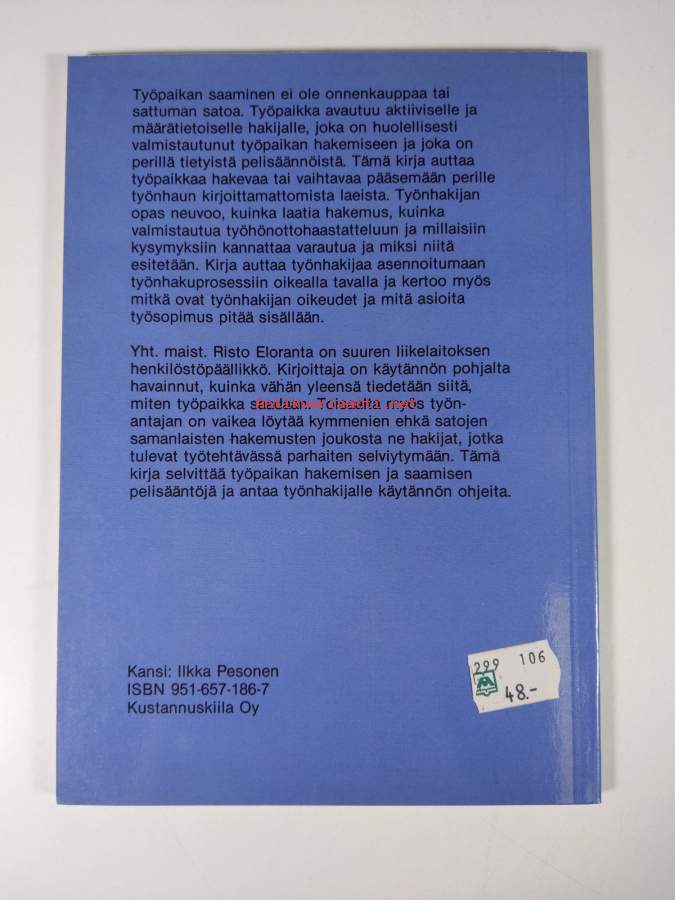 Työpaikan saaminen ei ole onnenkauppaa tai
sattuman satoa. Työpaikka avautuu aktiiviselle ja
määrätietoiselle hakijalle, joka on huolellisesti
valmistautunut työpaikan hakemiseen ja joka on
perillä tietyistä pelisäännöistä. Tämä kirja auttaa
työpaikkaa hakevaa tai vaihtavaa pääsemään perille
työnhaun kirjoittamattomista laeista. Työnhakijan
opas neuvoo, kuinka laatia hakemus, kuinka
valmistautua työhönottohaastatteluun ja millaisiin
kysymyksiin kannattaa varautua ja miksi niitä
esitetään. Kirja auttaa työnhakijaa asennoitumaan
työnhakuprosessiin oikealla tavalla ja kertoo myös
mitkä ovat työnhakijan oikeudet ja mitä asioita
työsopimus pitää sisällään.
Yht. maist. Risto Eloranta on suuren liikelaitoksen
henkilöstöpäällikkö. Kirjoittaja on käytännön pohjalta
havainnut, kuinka vähän yleensä tiedetään siitä,
miten työpaikka saadaan. Toisaalta myös työn-
antajan on vaikea löytää kymmenien ehkä satojen
samanlaisten hakemusten joukosta ne hakijat, jotka
tulevat työtehtävässä parhaiten selviytymään. Tämä
kirja selvittää työpaikan hakemisen ja saamisen
pelisääntöjä ja antaa työnhakijalle käytännön ohjeita.
Kansi: Ilkka Pesonen
ISBN 951-657-186-7
Kustannuskiila Oy
299 106
48.-